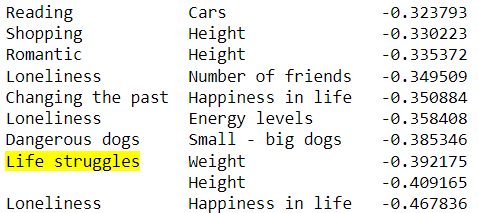 Reading Cars -0.323793
Shopping Height -0.330223
Romantic Height -0.335372
Loneliness Number of friends -0.349509
Changing the past Happiness in life -0.350884
Loneliness Energy levels -0.358408
Dangerous dogs Small - big dogs -0.385346
Life struggles Weight -0.392175
Height -0.409165
Loneliness Happiness in life -0.467836